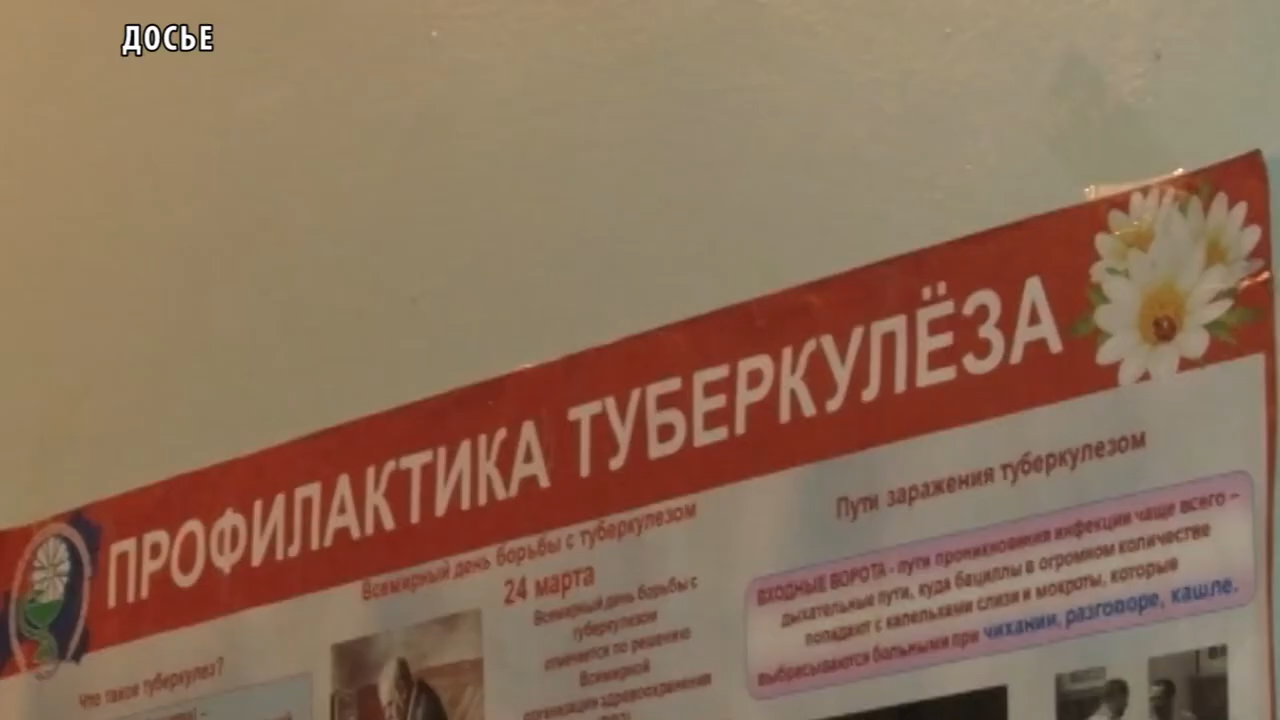 ДОСЬЕ
ПРОФИЛАКТИКА ТУБЕРКУЛЁЗА
Что такое туберкулез?
Всемирный день борьбы с туберкулезом
24 марта
Всемирный день борьбы с
туберкулезом
отмечается по решению
Всемирной
организации здравоохранения
Пути заражения туберкулезом
ВХОДНЫЕ ВОРОТА - пути проникновения инфекции чаще всего –
дыхательные пути, куда бациллы в огромном количестве
попадают с капельками слизи и мокроты, которые
выбрасываются больными при чихании, разговоре, кашле.